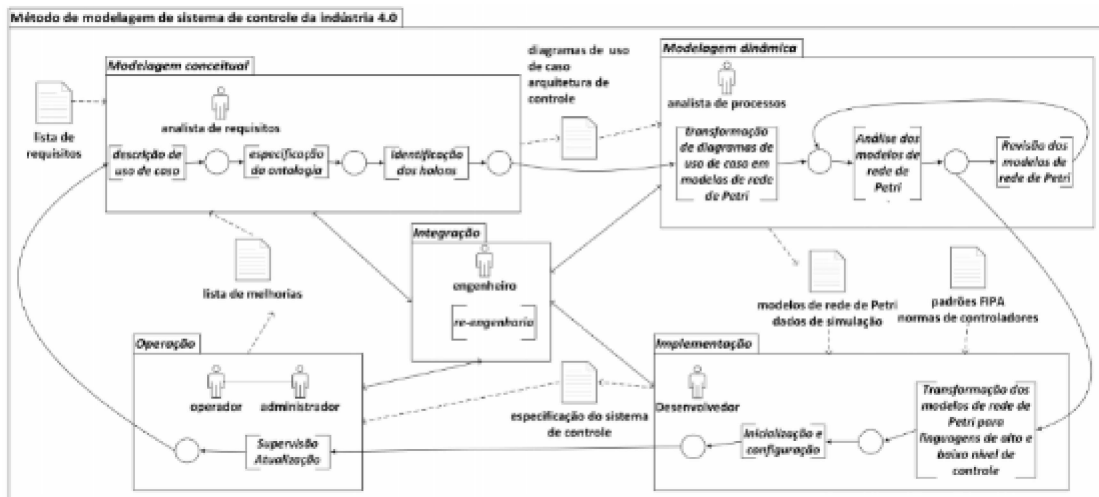 Método de modelagem de sistema de controle da indústria 4.0
Modelagem conceitual
lista de
requisitos
analista de requisitos
descrição de
uso de caso
especificação
da ontologia
identificação
dos holons
diagramas de uso
de caso
arquitetura de
controle
Modelagem dinâmica
analista de processos
transformação
de diagramas de
uso de caso em
modelos de rede
de Petri
Análise dos
modelos de
rede de
Petri
Revisão dos
modelos de
rede de Petri
Integração
engenheiro
re-engenharia
lista de melhorias
modelos de rede de Petri
dados de simulação
padrões FIPA
normas de controladores
Operação
operador
administrador
Supervisão
Atualização
especificação do sistema
de controle
Implementação
Desenvolvedor
Inicialização e
configuração
Transformação dos
modelos de rede de
Petri para
linguagens de alto e
baixo nível de
controle